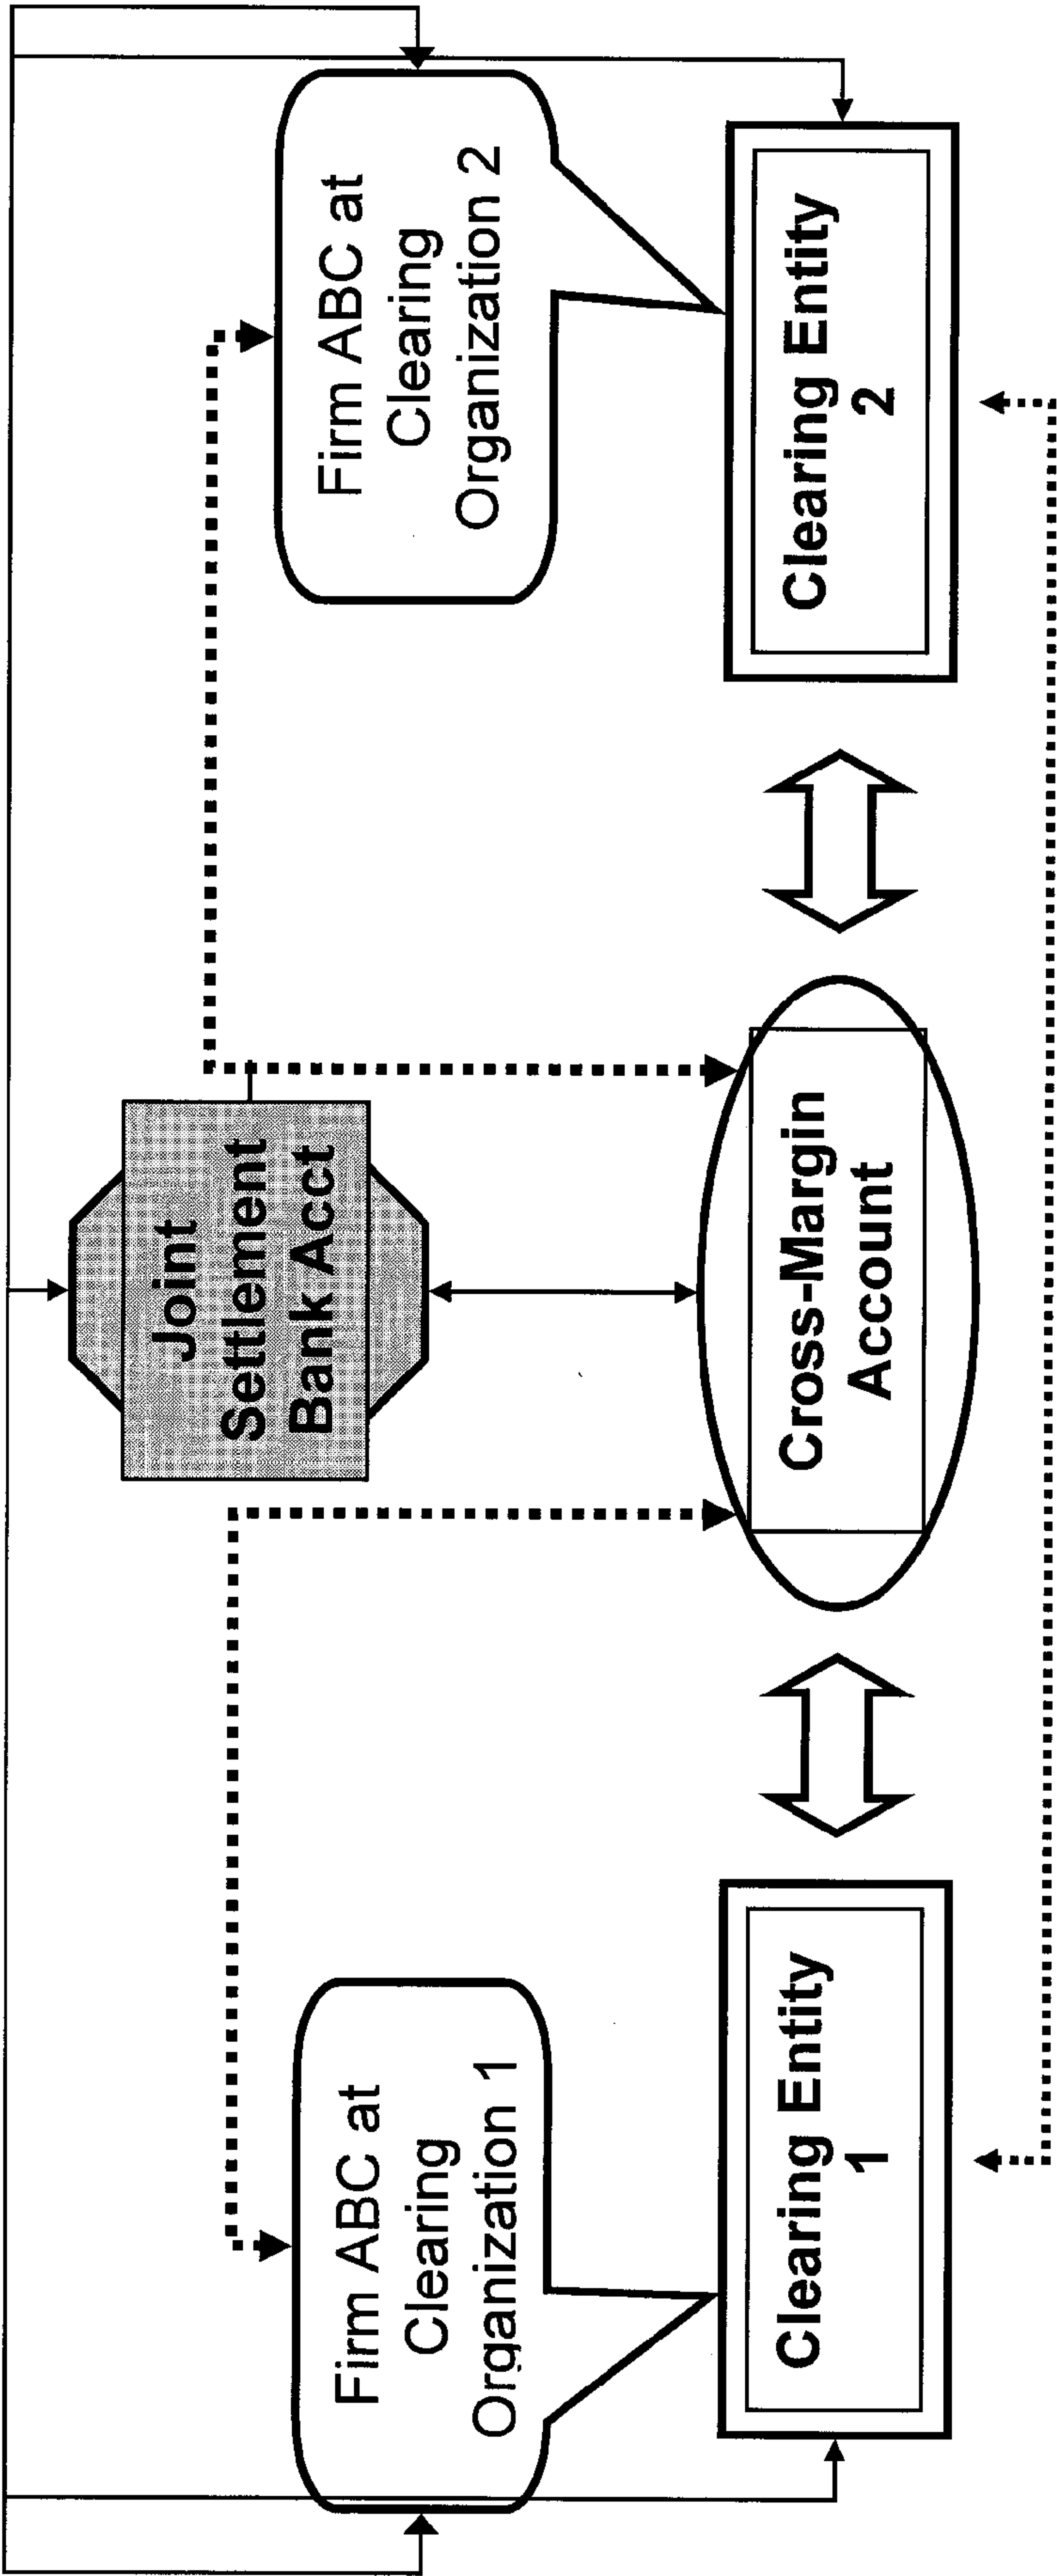 Joint
Settlement
Bank Acct
Firm ABC at
Clearing
Organization 1
Firm ABC at
Clearing
Organization 2
Clearing Entity
1
Cross-Margin
Account
Clearing Entity
2